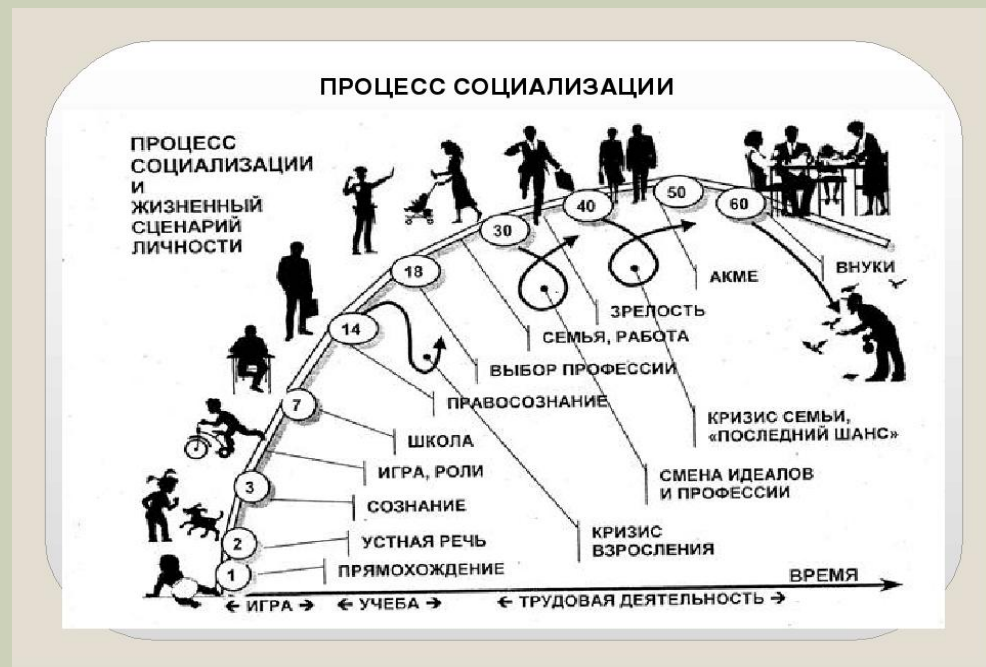 ПРОЦЕСС СОЦИАЛИЗАЦИИ
ПРОЦЕСС
СОЦИАЛИЗАЦИИ
И
ЖИЗНЕННЫЙ
СЦЕНАРИЙ
ЛИЧНОСТИ
50
60
40
30
18
14
7
3
2
1
ВНУКИ
АКМЕ
ЗРЕЛОСТЬ
СЕМЬЯ, РАБОТА
ВЫБОР ПРОФЕССИИ
ПРАВОСОЗНАНИЕ
КРИЗИС СЕМЬИ,
«ПОСЛЕДНИЙ ШАНС»
ШКОЛА
ИГРА, РОЛИ
СМЕНА ИДЕАЛОВ
И ПРОФЕССИИ
СОЗНАНИЕ
КРИЗИС
ВЗРОСЛЕНИЯ
УСТНАЯ РЕЧЬ
ПРЯМОХОЖДЕНИЕ
ВРЕМЯ
← ИГРА → ← УЧЕБА → ← ТРУДОВАЯ ДЕЯТЕЛЬНОСТЬ →